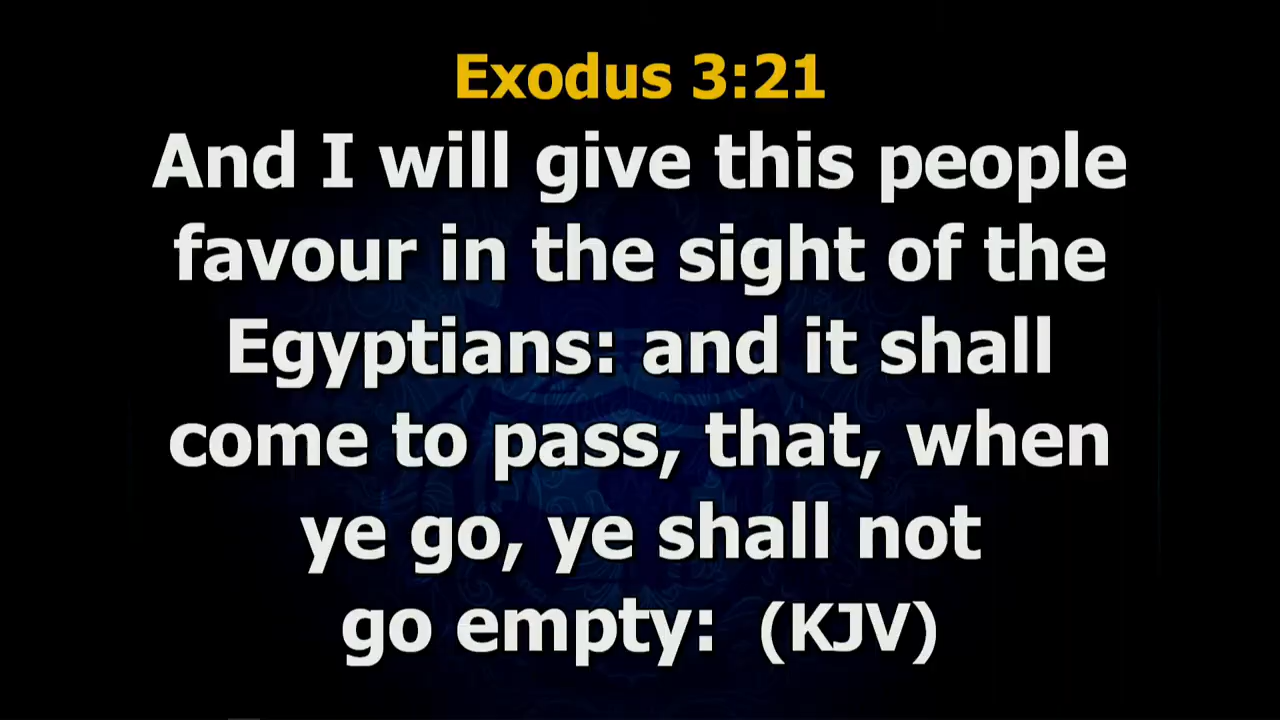 Exodus 3:21
And I will give this people
favour in the sight of the
Egyptians: and it shall
come to pass, that, when
ye go, ye shall not
go empty: (KJV)